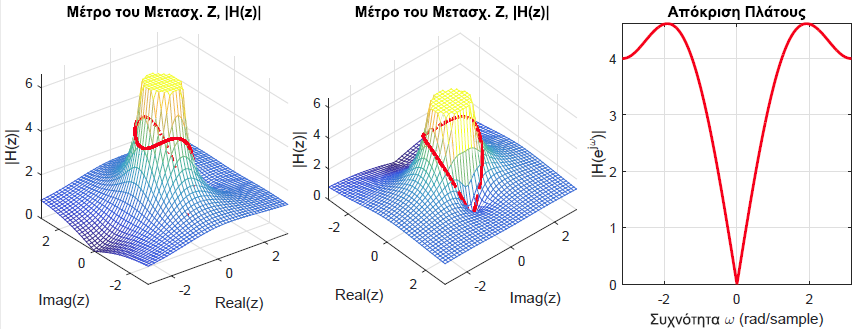 Μέτρο του Μετασχ. Z, |H(z)|
|H(z)|
6
4
2
0
2
0
-2
Imag(z)
-2
0
2
Real(z)
Μέτρο του Μετασχ. Z, |H(z)|
|H(z)|
6
4
2
0
-2
0
2
Real(z)
-2
0
2
Imag(z)
Απόκριση Πλάτους
|H(e^{jω})|
4
3
2
1
0
-2
0
2
Συχνότητα ω (rad/sample)